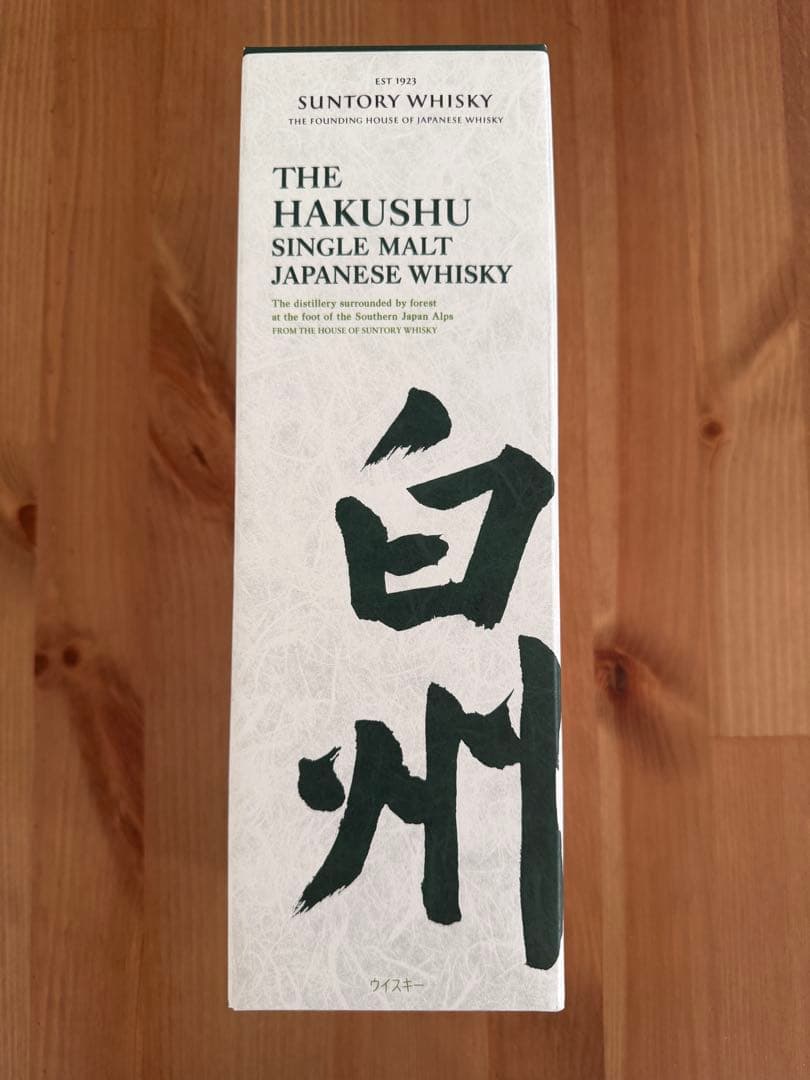 EST 1923
SUNTORY WHISKY
THE FOUNDING HOUSE OF JAPANESE WHISKY
THE
HAKUSHU
SINGLE MALT
JAPANESE WHISKY
The distillery surrounded by forest
at the foot of the Southern Japan Alps
FROM THE HOUSE OF SUNTORY WHISKY
白
州
ウイスキー